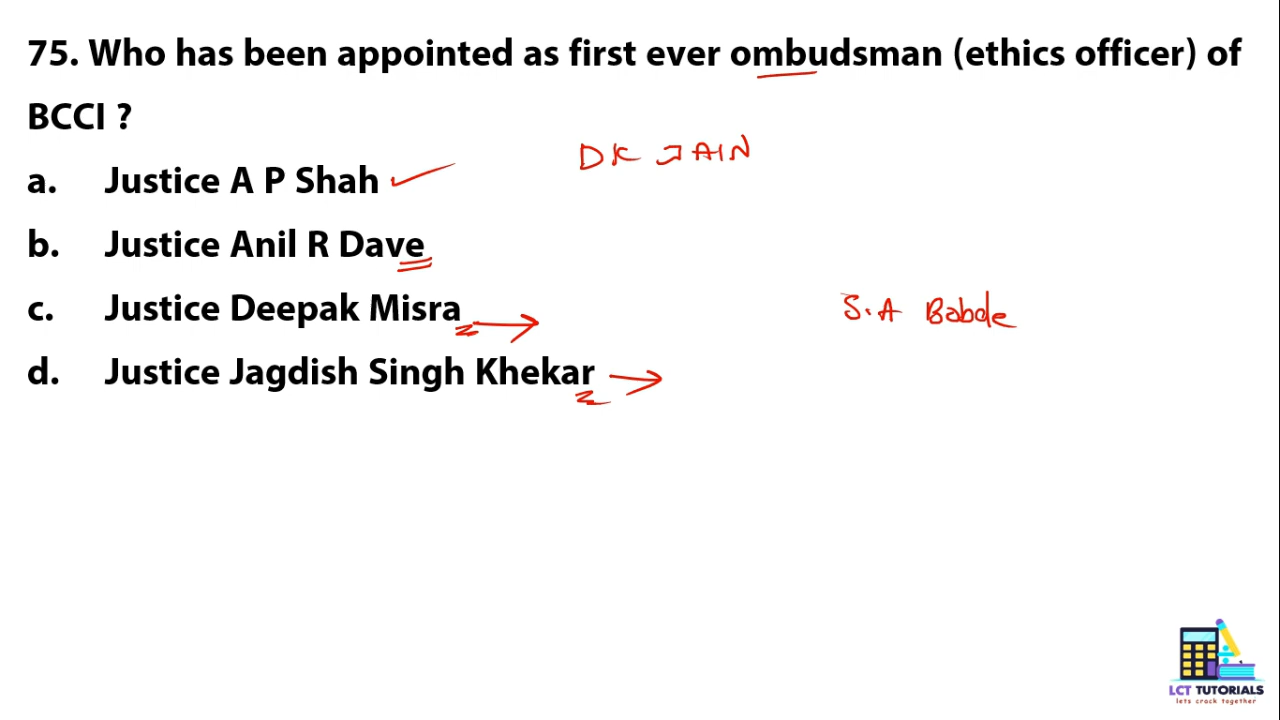 75. Who has been appointed as first ever ombudsman (ethics officer) of
BCCI ?
DK JAIN
a. Justice A P Shah
b. Justice Anil R Dave
c. Justice Deepak Misra
S.A Babde
d. Justice Jagdish Singh Khekar
LCT TUTORIALS
lets crack together